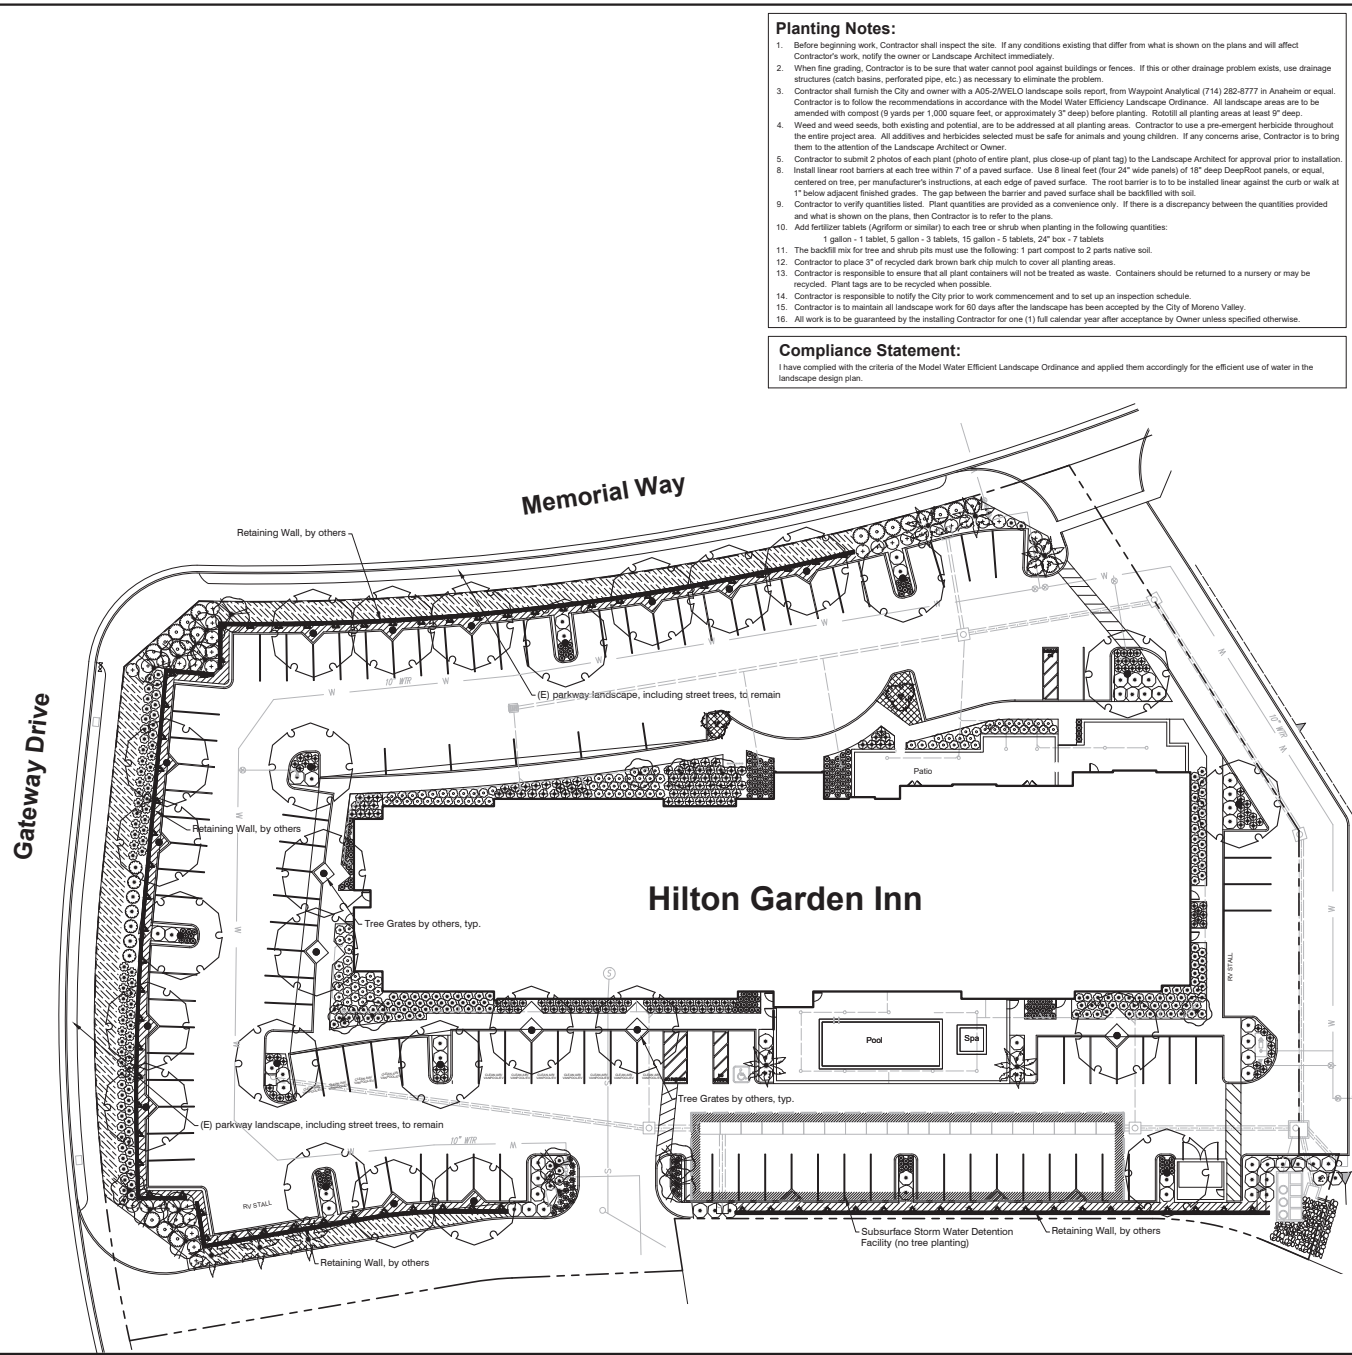 Planting Notes:
1. Before beginning work, Contractor shall inspect the site. If any conditions existing that differ from what is shown on the plans and will affect
Contractor's work, notify the owner or Landscape Architect immediately.
2. When fine grading, Contractor is to be sure that water cannot pool against buildings or fences. If this or other drainage problem exists, use drainage
structures (catch basins, perforated pipe, etc.) as necessary to eliminate the problem.
3. Contractor shall furnish the City and owner with a A05-2/WELO landscape soils report, from Waypoint Analytical (714) 282-8777 in Anaheim or equal.
Contractor is to follow the recommendations in accordance with the Model Water Efficiency Landscape Ordinance. All landscape areas are to be
amended with compost (9 yards per 1,000 square feet, or approximately 3" deep) before planting. Rototill all planting areas at least 9" deep.
4. Weed and weed seeds, both existing and potential, are to be addressed at all planting areas. Contractor to use a pre-emergent herbicide throughout
the entire project area. All additives and herbicides selected must be safe for animals and young children. If any concerns arise, Contractor is to bring
them to the attention of the Landscape Architect or Owner.
5. Contractor to submit 2 photos of each plant (photo of entire plant, plus close-up of plant tag) to the Landscape Architect for approval prior to installation.
8. Install linear root barriers at each tree within 7' of a paved surface. Use 8 lineal feet (four 24" wide panels) of 18" deep DeepRoot panels, or equal,
centered on tree, per manufacturer's instructions, at each edge of paved surface. The root barrier is to to be installed linear against the curb or walk at
1" below adjacent finished grades. The gap between the barrier and paved surface shall be backfilled with soil.
9. Contractor to verify quantities listed. Plant quantities are provided as a convenience only. If there is a discrepancy between the quantities provided
and what is shown on the plans, then Contractor is to refer to the plans.
10. Add fertilizer tablets (Agriform or similar) to each tree or shrub when planting in the following quantities:
1 gallon - 1 tablet, 5 gallon - 3 tablets, 15 gallon - 5 tablets, 24" box - 7 tablets
11. The backfill mix for tree and shrub pits must use the following: 1 part compost to 2 parts native soil.
12. Contractor to place 3" of recycled dark brown bark chip mulch to cover all planting areas.
13. Contractor is responsible to ensure that all plant containers will not be treated as waste. Containers should be returned to a nursery or may be
recycled. Plant tags are to be recycled when possible.
14. Contractor is responsible to notify the City prior to work commencement and to set up an inspection schedule.
15. Contractor is to maintain all landscape work for 60 days after the landscape has been accepted by the City of Moreno Valley.
16. All work is to be guaranteed by the installing Contractor for one (1) full calendar year after acceptance by Owner unless specified otherwise.
Compliance Statement:
I have complied with the criteria of the Model Water Efficient Landscape Ordinance and applied them accordingly for the efficient use of water in the
landscape design plan.
Memorial Way
Retaining Wall, by others
W
W
W
W
W
10" WTR
W
W
(E) parkway landscape, including street trees, to remain
W
10" WTR
W
Gateway Drive
Patio
W
Retaining Wall, by others
Hilton Garden Inn
W
W
Tree Grates by others, typ.
RV STALL
S
W
W
Pool
Spa
Tree Grates by others, typ.
(E) parkway landscape, including street trees, to remain
10" WTR
W
W
S
RV STALL
Subsurface Storm Water Detention
Facility (no tree planting)
Retaining Wall, by others
Retaining Wall, by others